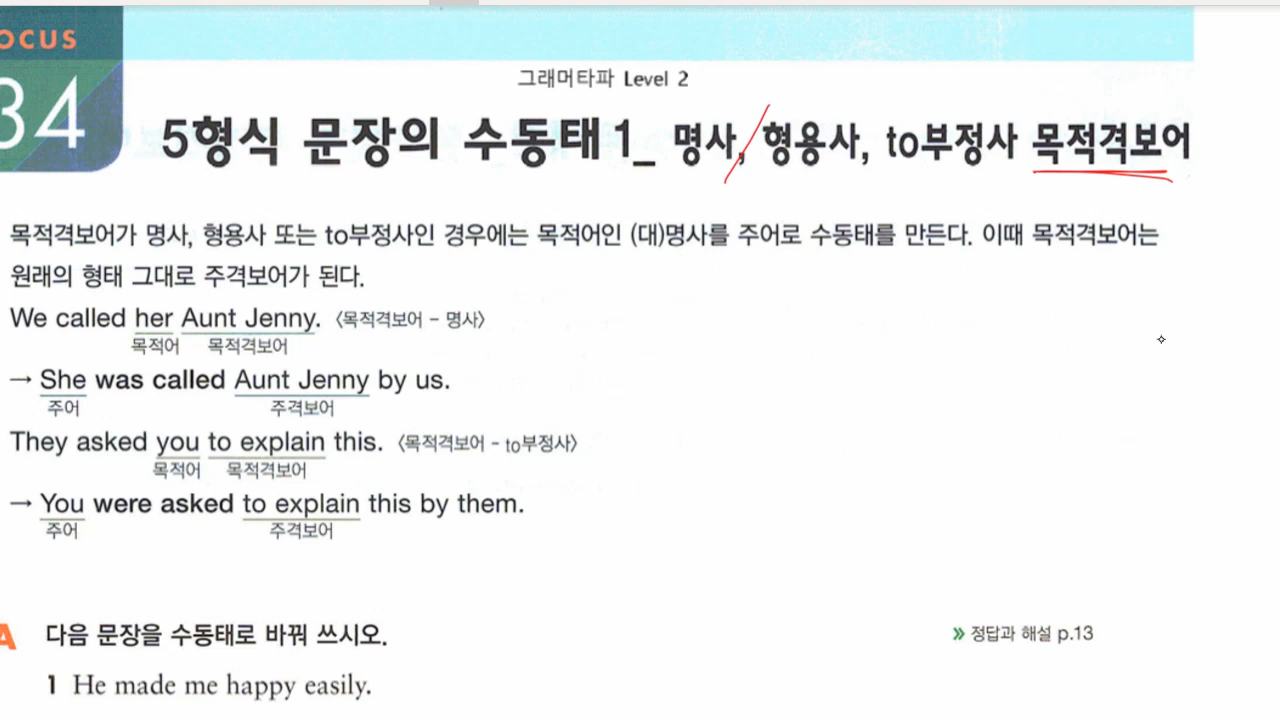 OCUS
34
그래머타파 Level 2
5형식 문장의 수동태1_ 명사, 형용사, to부정사 목적격보어
목적격보어가 명사, 형용사 또는 to부정사인 경우에는 목적어인 (대)명사를 주어로 수동태를 만든다. 이때 목적격보어는
원래의 형태 그대로 주격보어가 된다.
We called her Aunt Jenny. 〈목적격보어 - 명사〉
목적어 목적격보어
→ She was called Aunt Jenny by us.
주어 주격보어
They asked you to explain this. 〈목적격보어 - to부정사〉
목적어 목적격보어
→ You were asked to explain this by them.
주어 주격보어
A 다음 문장을 수동태로 바꿔 쓰시오.
» 정답과 해설 p.13
1 He made me happy easily.